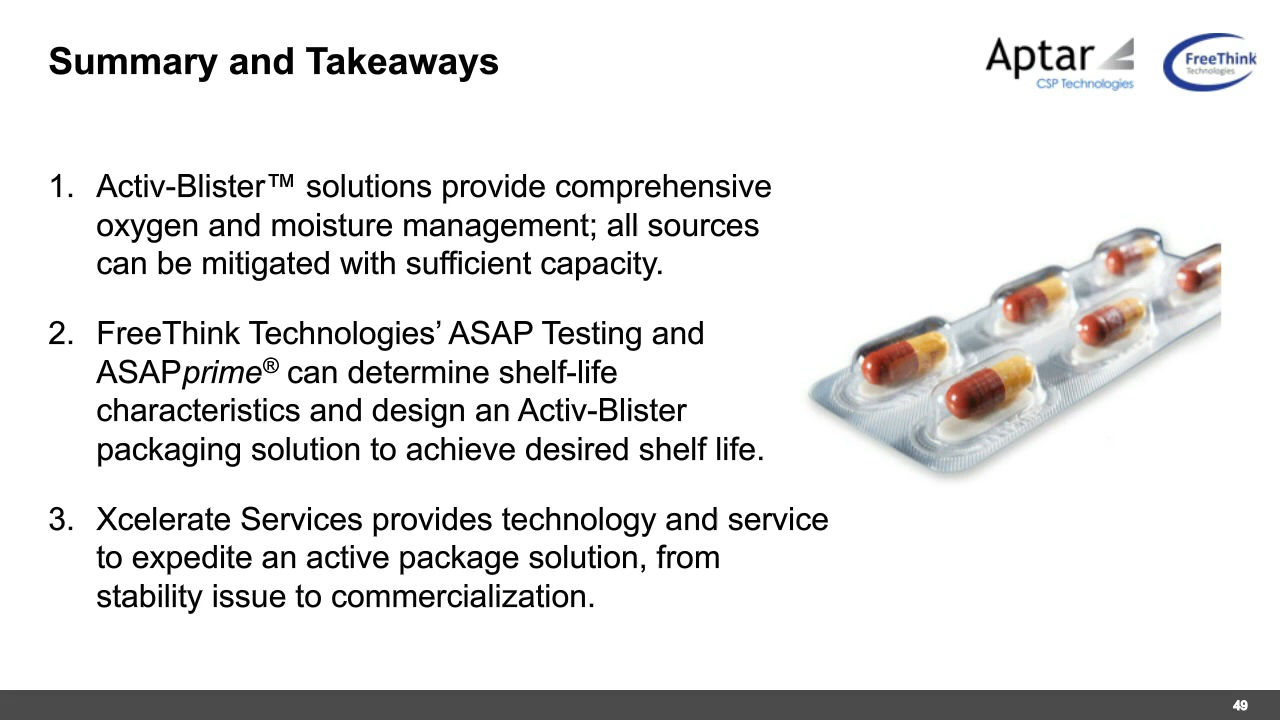 Summary and Takeaways
Aptar
CSP Technologies
FreeThink
Technologies
1. Activ-Blister™ solutions provide comprehensive
oxygen and moisture management; all sources
can be mitigated with sufficient capacity.
2. FreeThink Technologies’ ASAP Testing and
ASAPprime® can determine shelf-life
characteristics and design an Activ-Blister
packaging solution to achieve desired shelf life.
3. Xcelerate Services provides technology and service
to expedite an active package solution, from
stability issue to commercialization.
49